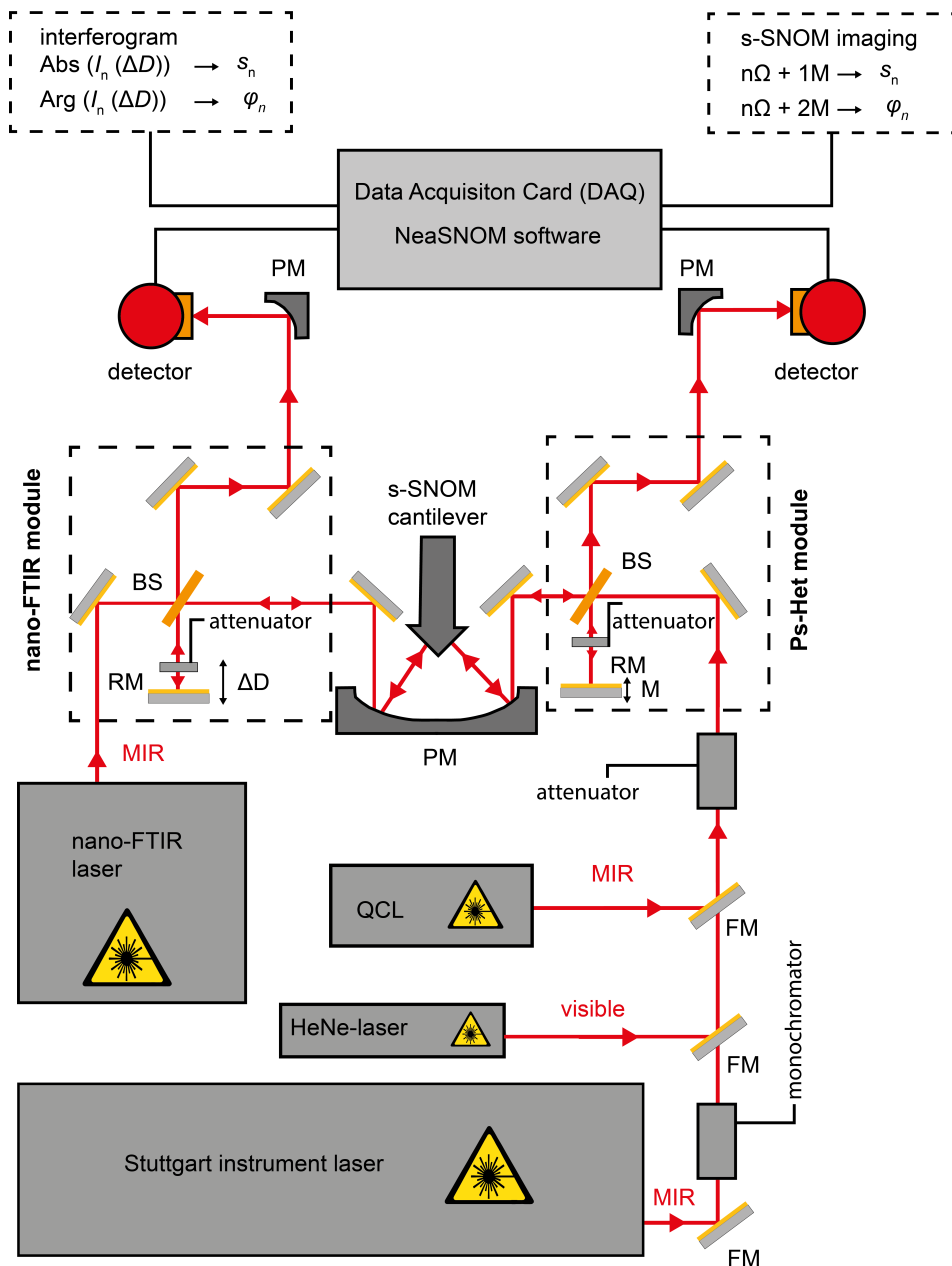 interferogram
Abs (In (ΔD)) → sn
Arg (In (ΔD)) → φn
s-SNOM imaging
nΩ + 1M → sn
nΩ + 2M → φn
Data Acquisiton Card (DAQ)
NeaSNOM software
PM
PM
detector
detector
nano-FTIR module
s-SNOM
cantilever
Ps-Het module
BS
BS
attenuator
attenuator
RM
ΔD
RM
M
PM
MIR
attenuator
nano-FTIR
laser
QCL
MIR
FM
HeNe-laser
visible
FM
monochromator
Stuttgart instrument laser
MIR
FM